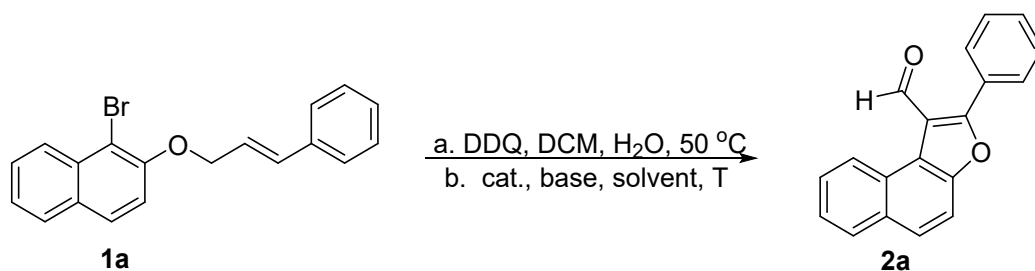 Br
O
a. DDQ, DCM, H₂O, 50 °C
b. cat., base, solvent, T
O
H
O
1a
2a